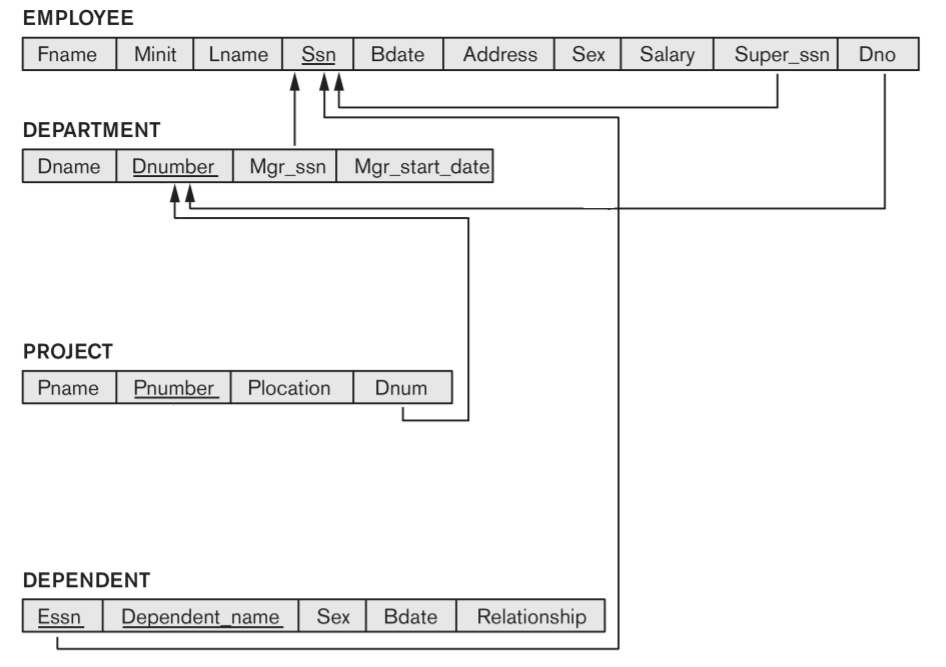 EMPLOYEE
Fname Minit Lname Ssn Bdate Address Sex Salary Super_ssn Dno
DEPARTMENT
Dname Dnumber Mgr_ssn Mgr_start_date
PROJECT
Pname Pnumber Plocation Dnum
DEPENDENT
Essn Dependent_name Sex Bdate Relationship